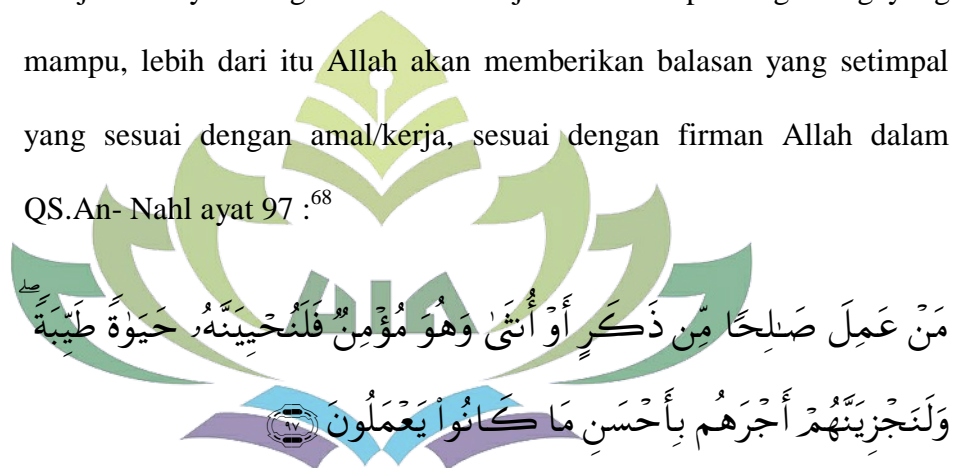 mampu, lebih dari itu Allah akan memberikan balasan yang setimpal
yang sesuai dengan amal/kerja, sesuai dengan firman Allah dalam
QS.An- Nahl ayat 97 :68
مَنْ عَمِلَ صَـٰلِحًا مِّن ذَكَرٍ أَوْ أُنثَىٰ وَهُوَ مُؤْمِنٌ فَلَنُحْيِيَنَّهُۥ حَيَوٰةً طَيِّبَةً ۖ
وَلَنَجْزِيَنَّهُمْ أَجْرَهُم بِأَحْسَنِ مَا كَانُوا۟ يَعْمَلُونَ ٩٧